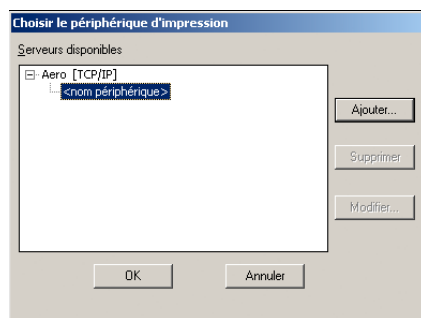 Choisir le périphérique d'impression
Serveurs disponibles
Aero [TCP/IP]
<nom périphérique>
Ajouter...
Supprimer
Modifier...
OK
Annuler